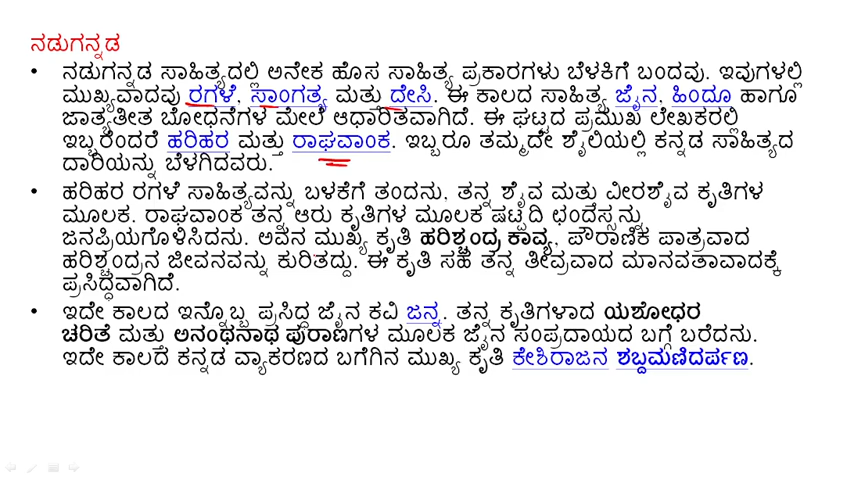 ನಡುಗನ್ನಡ
• ನಡುಗನ್ನಡ ಸಾಹಿತ್ಯದಲ್ಲಿ ಅನೇಕ ಹೊಸ ಸಾಹಿತ್ಯ ಪ್ರಕಾರಗಳು ಬೆಳಕಿಗೆ ಬಂದವು. ಇವುಗಳಲ್ಲಿ
ಮುಖ್ಯವಾದವು ರಗಳೆ, ಸಾಂಗತ್ಯ ಮತ್ತು ದೇಸಿ. ಈ ಕಾಲದ ಸಾಹಿತ್ಯ ಜೈನ, ಹಿಂದೂ ಹಾಗೂ
ಜಾತ್ಯತೀತ ಬೋಧನೆಗಳ ಮೇಲೆ ಆಧಾರಿತವಾಗಿದೆ. ಈ ಘಟ್ಟದ ಪ್ರಮುಖ ಲೇಖಕರಲ್ಲಿ
ಇಬ್ಬರೆಂದರೆ ಹರಿಹರ ಮತ್ತು ರಾಘವಾಂಕ. ಇಬ್ಬರೂ ತಮ್ಮದೇ ಶೈಲಿಯಲ್ಲಿ ಕನ್ನಡ ಸಾಹಿತ್ಯದ
ದಾರಿಯನ್ನು ಬೆಳಗಿದವರು.
• ಹರಿಹರ ರಗಳೆ ಸಾಹಿತ್ಯವನ್ನು ಬಳಕೆಗೆ ತಂದನು, ತನ್ನ ಶೈವ ಮತ್ತು ವೀರಶೈವ ಕೃತಿಗಳ
ಮೂಲಕ. ರಾಘವಾಂಕ ತನ್ನ ಆರು ಕೃತಿಗಳ ಮೂಲಕ ಷಟ್ಪದಿ ಛಂದಸ್ಸನ್ನು
ಜನಪ್ರಿಯಗೊಳಿಸಿದನು. ಅವನ ಮುಖ್ಯ ಕೃತಿ ಹರಿಶ್ಚಂದ್ರ ಕಾವ್ಯ, ಪೌರಾಣಿಕ ಪಾತ್ರವಾದ
ಹರಿಶ್ಚಂದ್ರನ ಜೀವನವನ್ನು ಕುರಿತದ್ದು. ಈ ಕೃತಿ ಸಹ ತನ್ನ ತೀವ್ರವಾದ ಮಾನವತಾವಾದಕ್ಕೆ
ಪ್ರಸಿದ್ಧವಾಗಿದೆ.
• ಇದೇ ಕಾಲದ ಇನ್ನೊಬ್ಬ ಪ್ರಸಿದ್ಧ ಜೈನ ಕವಿ ಜನ್ನ. ತನ್ನ ಕೃತಿಗಳಾದ ಯಶೋಧರ
ಚರಿತೆ ಮತ್ತು ಅನಂಥನಾಥ ಪುರಾಣಗಳ ಮೂಲಕ ಜೈನ ಸಂಪ್ರದಾಯದ ಬಗ್ಗೆ ಬರೆದನು.
ಇದೇ ಕಾಲದ ಕನ್ನಡ ವ್ಯಾಕರಣದ ಬಗೆಗಿನ ಮುಖ್ಯ ಕೃತಿ ಕೇಶಿರಾಜನ ಶಬ್ದಮಣಿದರ್ಪಣ.